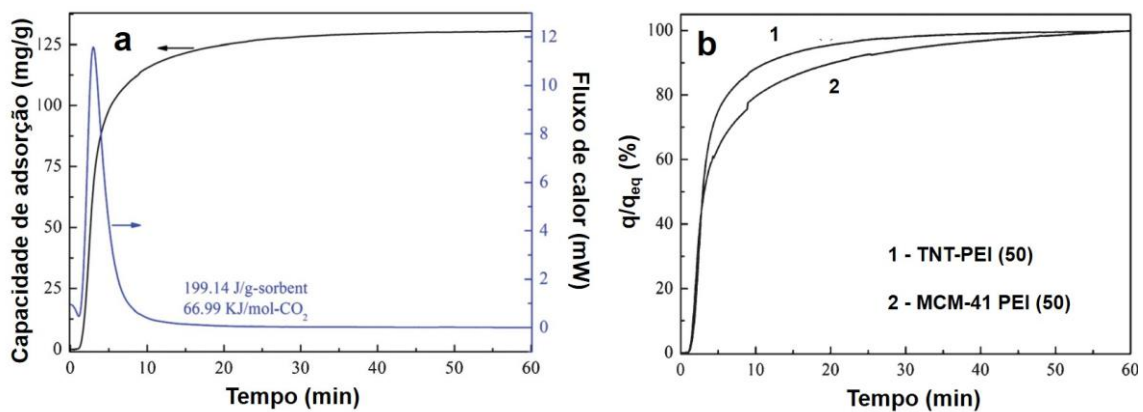 a
Capacidade de adsorção (mg/g)
125
100
75
50
25
0
12
10
8
6
4
2
0
Fluxo de calor (mW)
199.14 J/g-sorbent
66.99 KJ/mol-CO₂
0 10 20 30 40 50 60
Tempo (min)
b
q/qeq (%)
100
80
60
40
20
0
1
2
1 - TNT-PEI (50)
2 - MCM-41 PEI (50)
0 10 20 30 40 50 60
Tempo (min)